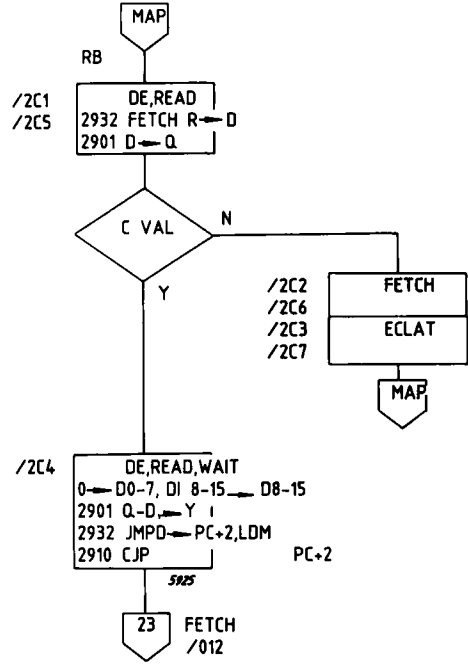 MAP
RB
/2C1 DE,READ
/2C5 2932 FETCH R→D
2901 D→Q
C VAL
N
Y
/2C2 FETCH
/2C6
/2C3 ECLAT
/2C7
MAP
/2C4 DE,READ,WAIT
0→D0-7, DI 8-15→D8-15
2901 Q-D,→Y
2932 JMPD→PC+2,LDM
2910 CJP PC+2
5925
23 FETCH
/012